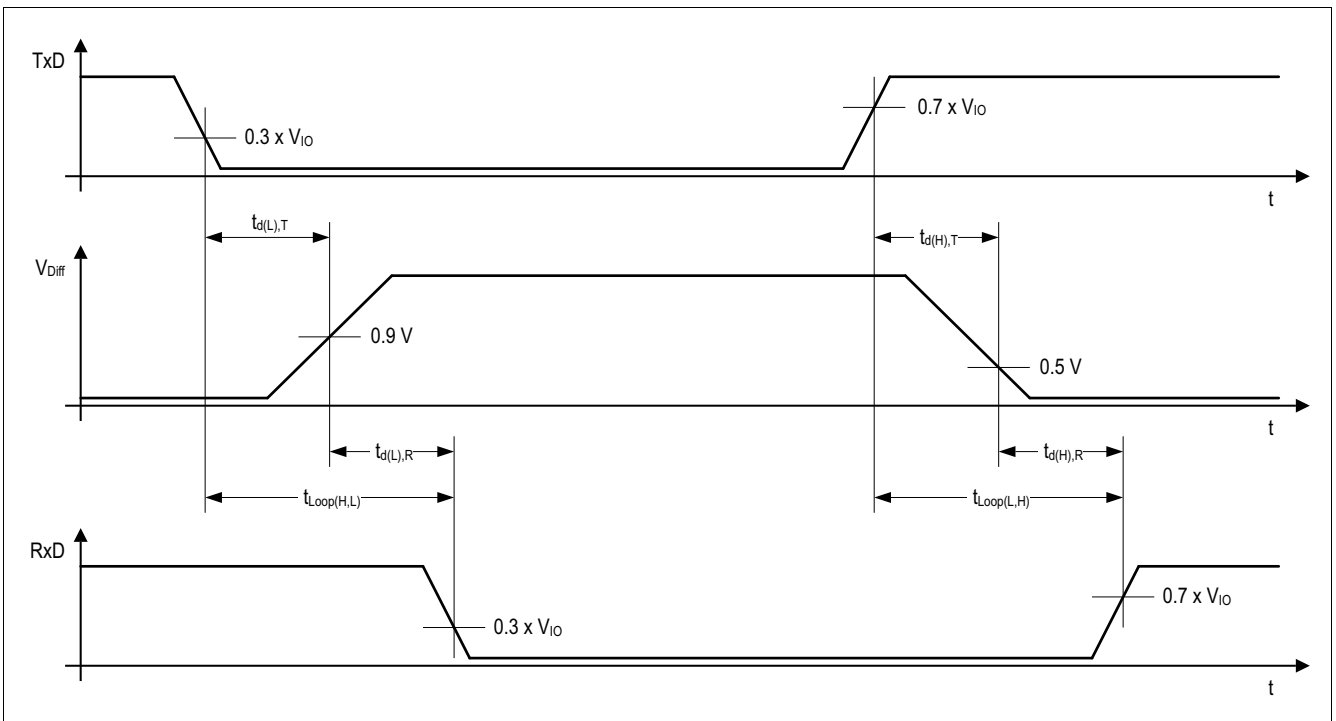 TxD
0.3 x VIO
0.7 x VIO
t
td(L),T
td(H),T
VDiff
0.9 V
0.5 V
t
td(L),R
td(H),R
tLoop(H,L)
tLoop(L,H)
RxD
0.3 x VIO
0.7 x VIO
t